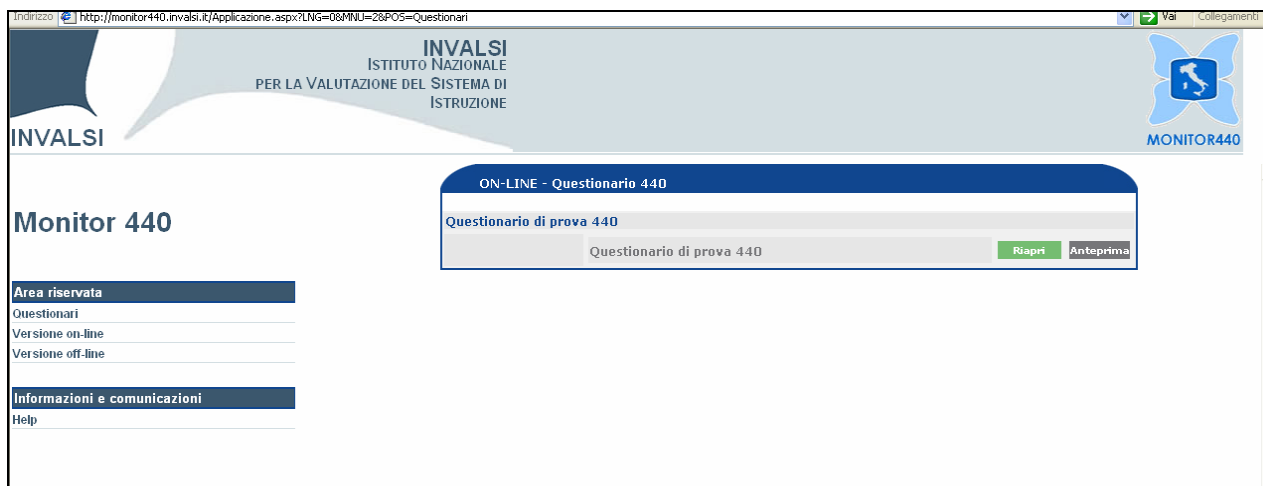 Indirizzo http://monitor440.invalsi.it/Applicazione.aspx?LNG=0&MNU=2&POS=Questionari Vai Collegamenti
INVALSI
ISTITUTO NAZIONALE
PER LA VALUTAZIONE DEL SISTEMA DI
ISTRUZIONE
INVALSI
MONITOR440
ON-LINE - Questionario 440
Monitor 440
Questionario di prova 440
Questionario di prova 440 Riapri Anteprima
Area riservata
Questionari
Versione on-line
Versione off-line
Informazioni e comunicazioni
Help